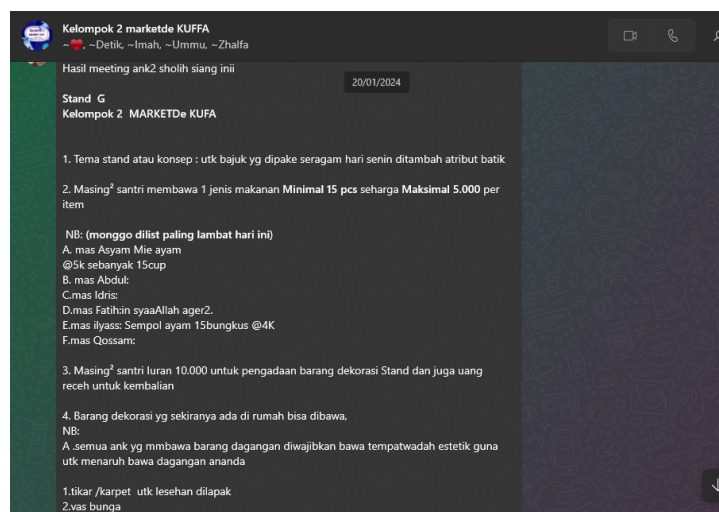 Kelompok 2 marketde KUFFA
~❤️, ~Detik, ~Imah, ~Ummu, ~Zhalfa
Hasil meeting ank2 sholih siang inii
20/01/2024
Stand G
Kelompok 2 MARKETDe KUFA
1. Tema stand atau konsep : utk bajuk yg dipake seragam hari senin ditambah atribut batik
2. Masing² santri membawa 1 jenis makanan Minimal 15 pcs seharga Maksimal 5.000 per
item
NB: (monggo dilist paling lambat hari ini)
A. mas Asyam Mie ayam
@5k sebanyak 15cup
B. mas Abdul:
C.mas Idris:
D.mas Fatih:in syaaAllah ager2.
E.mas ilyass: Sempol ayam 15bungkus @4K
F.mas Qossam:
3. Masing² santri Iuran 10.000 untuk pengadaan barang dekorasi Stand dan juga uang
receh untuk kembalian
4. Barang dekorasi yg sekiranya ada di rumah bisa dibawa,
NB:
A .semua ank yg mmbawa barang dagangan diwajibkan bawa tempatwadah estetik guna
utk menaruh bawa dagangan ananda
1.tikar /karpet utk lesehan dilapak
2.vas bunga